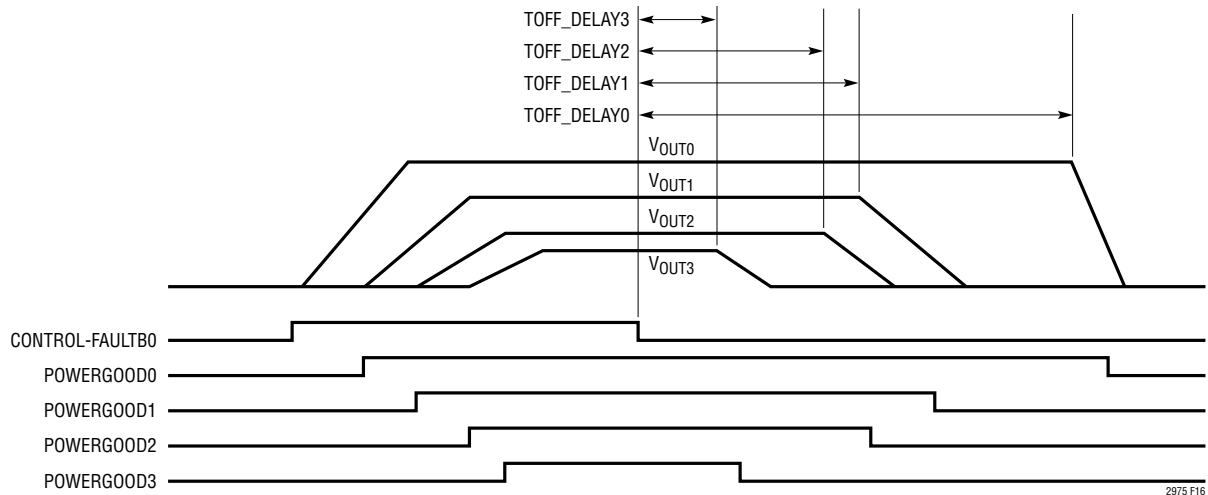 TOFF_DELAY3
TOFF_DELAY2
TOFF_DELAY1
TOFF_DELAY0
VOUT0
VOUT1
VOUT2
VOUT3
CONTROL-FAULTB0
POWERGOOD0
POWERGOOD1
POWERGOOD2
POWERGOOD3
2975 F16